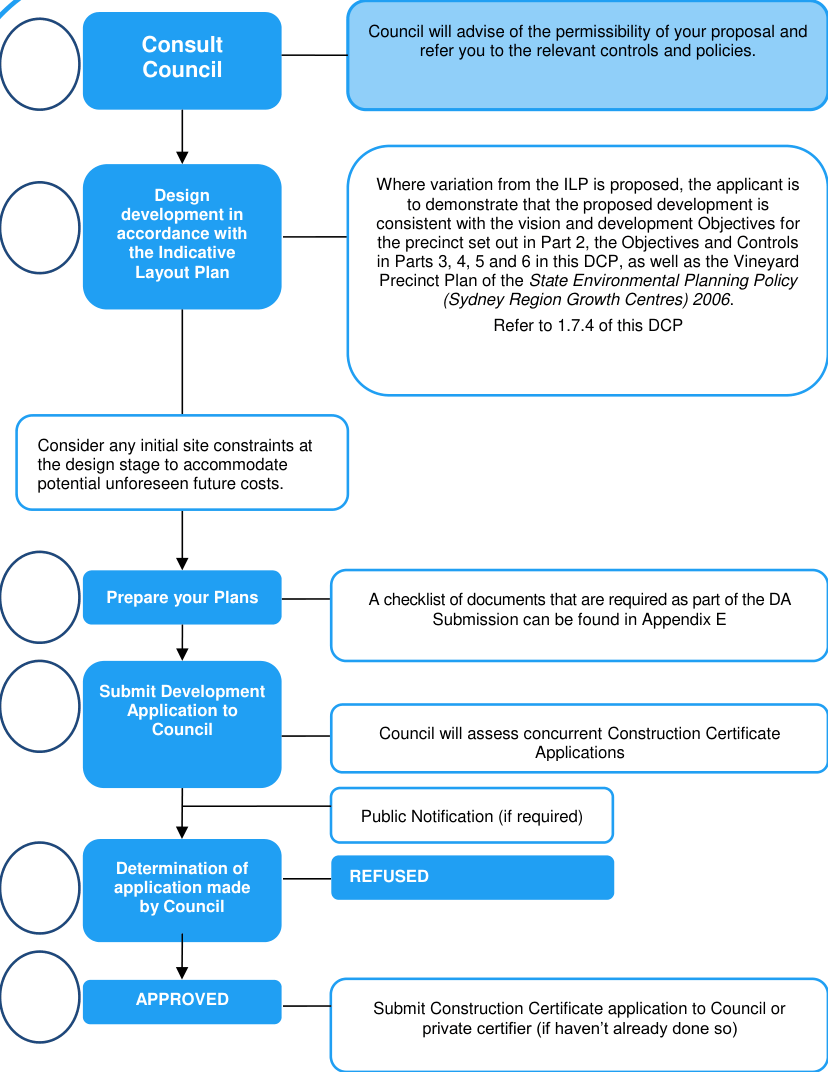 Consult
Council
Council will advise of the permissibility of your proposal and
refer you to the relevant controls and policies.
Design
development in
accordance with
the Indicative
Layout Plan
Where variation from the ILP is proposed, the applicant is
to demonstrate that the proposed development is
consistent with the vision and development Objectives for
the precinct set out in Part 2, the Objectives and Controls
in Parts 3, 4, 5 and 6 in this DCP, as well as the Vineyard
Precinct Plan of the State Environmental Planning Policy
(Sydney Region Growth Centres) 2006.
Refer to 1.7.4 of this DCP
Consider any initial site constraints at
the design stage to accommodate
potential unforeseen future costs.
Prepare your Plans
A checklist of documents that are required as part of the DA
Submission can be found in Appendix E
Submit Development
Application to
Council
Council will assess concurrent Construction Certificate
Applications
Public Notification (if required)
Determination of
application made
by Council
REFUSED
APPROVED
Submit Construction Certificate application to Council or
private certifier (if haven’t already done so)